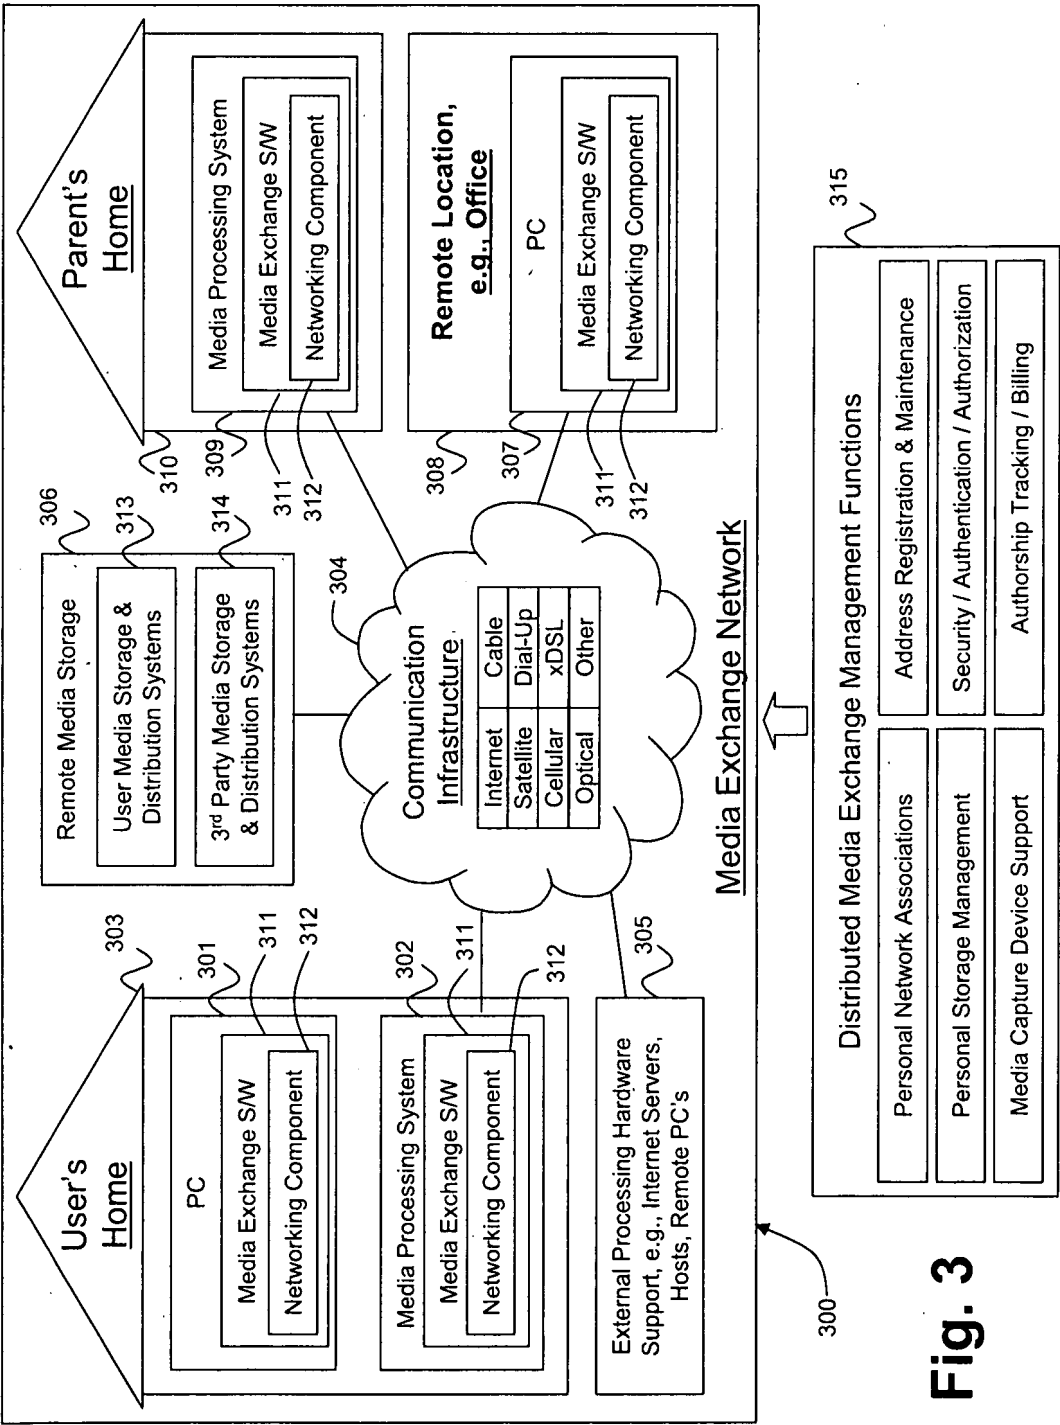 User's
Home
303
PC
301
Media Exchange S/W
311
Networking Component
312
Media Processing System
302
Media Exchange S/W
311
Networking Component
312
External Processing Hardware
Support, e.g., Internet Servers,
Hosts, Remote PC's
305
Remote Media Storage
306
User Media Storage &
Distribution Systems
313
3rd Party Media Storage
& Distribution Systems
314
304
Communication
Infrastructure
Internet Cable
Satellite Dial-Up
Cellular xDSL
Optical Other
Parent's
Home
310
Media Processing System
309
Media Exchange S/W
311
Networking Component
312
Remote Location,
e.g., Office
308
PC
307
Media Exchange S/W
311
Networking Component
312
Media Exchange Network
300
Distributed Media Exchange Management Functions
315
Personal Network Associations
Address Registration & Maintenance
Personal Storage Management
Security / Authentication / Authorization
Media Capture Device Support
Authorship Tracking / Billing
Fig. 3